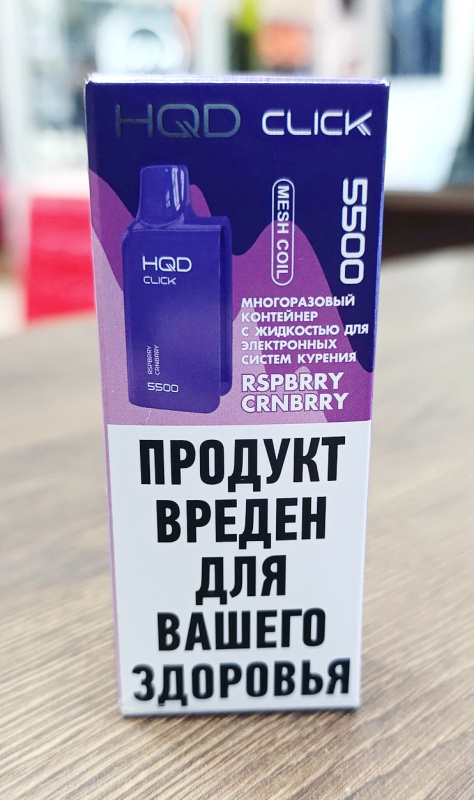 HQD CLICK
MESH COIL
5500
HQD
CLICK
RSPBRRY
CRNBRRY
5500
МНОГОРАЗОВЫЙ
КОНТЕЙНЕР
С ЖИДКОСТЬЮ ДЛЯ
ЭЛЕКТРОННЫХ
СИСТЕМ КУРЕНИЯ
RSPBRRY
CRNBRRY
ПРОДУКТ
ВРЕДЕН
ДЛЯ
ВАШЕГО
ЗДОРОВЬЯ